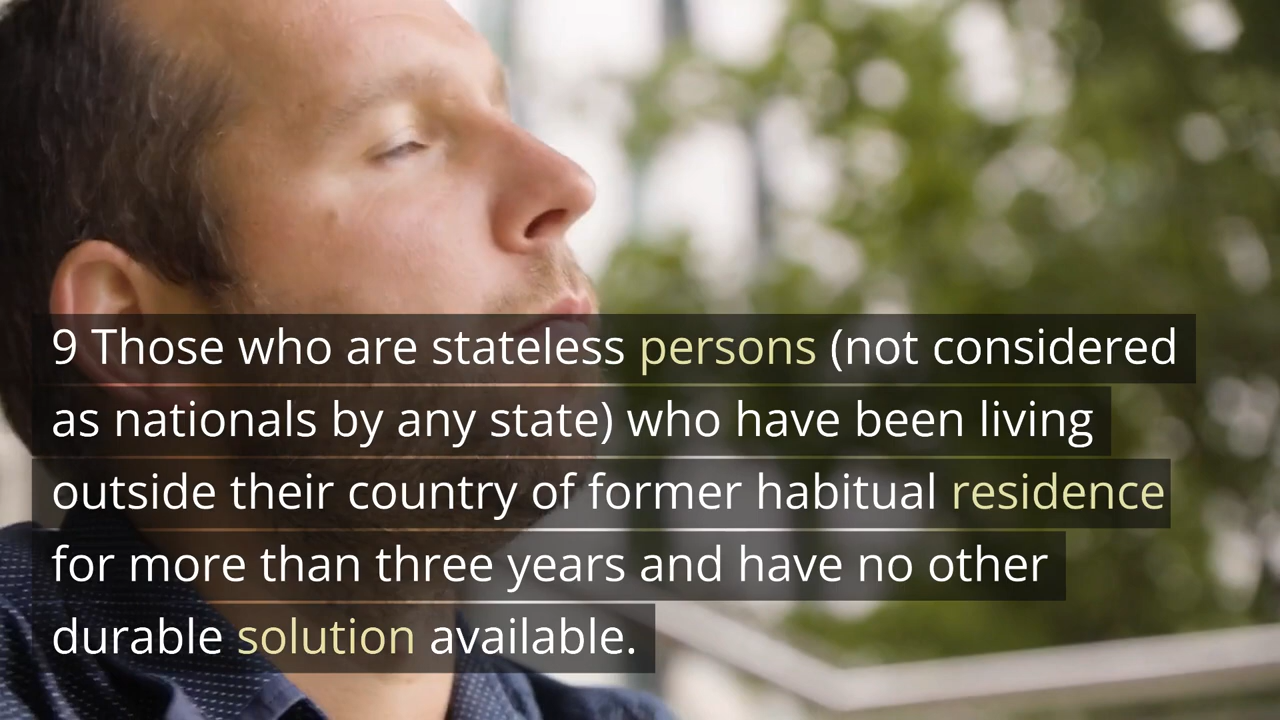 9 Those who are stateless persons (not considered
as nationals by any state) who have been living
outside their country of former habitual residence
for more than three years and have no other
durable solution available.